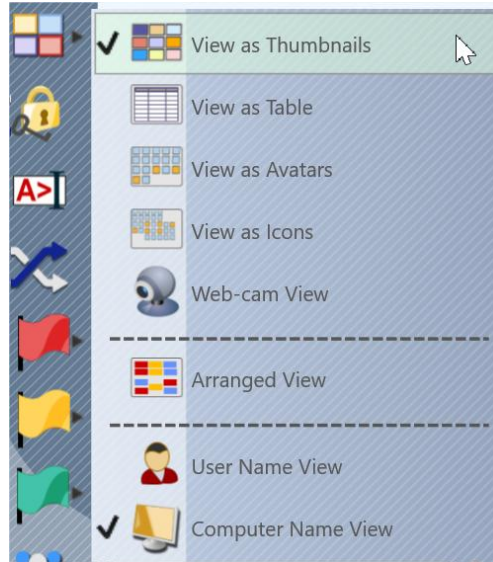 View as Thumbnails
View as Table
View as Avatars
A>
View as Icons
Web-cam View
Arranged View
User Name View
Computer Name View